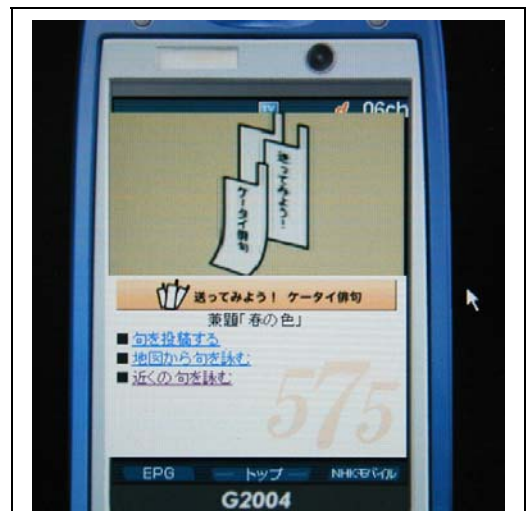 TV 06ch
送ってみよう!
ケータイ俳句
送ってみよう! ケータイ俳句
兼題「春の色」
■ 句を投稿する
■ 地図から句を詠む
■ 近くの句を詠む
575
EPG トップ NHKモバイル
G2004